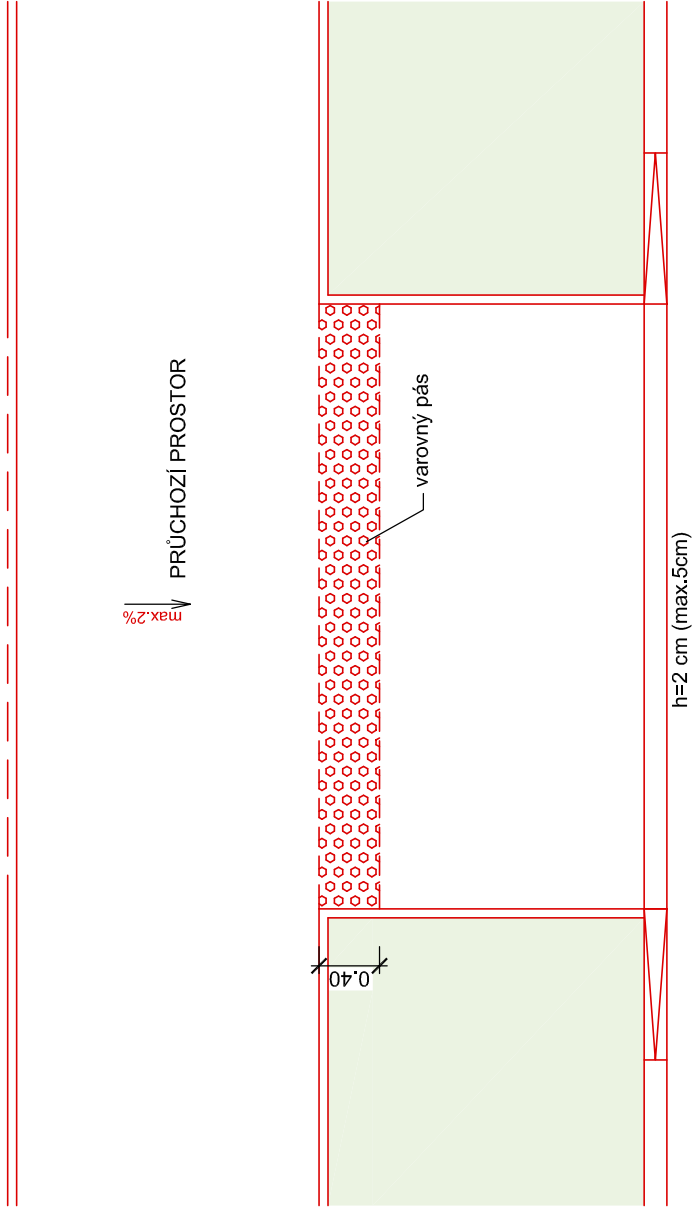 PRŮCHOZÍ PROSTOR
max.2%
varovný pás
0.40
h=2 cm (max.5cm)